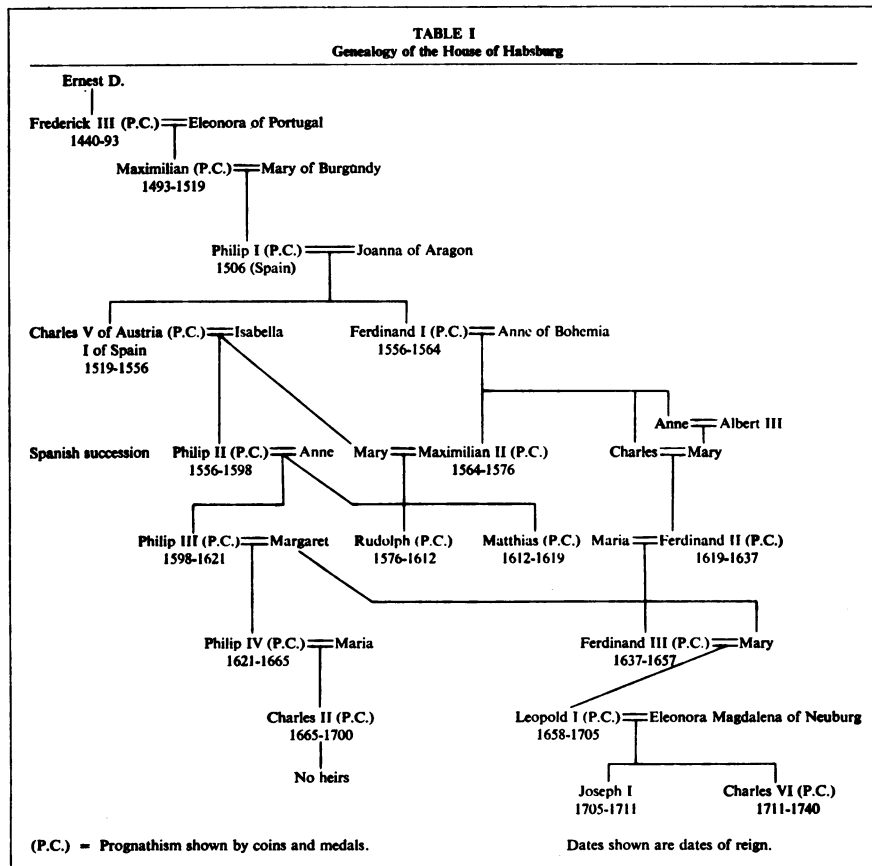 TABLE I
Genealogy of the House of Habsburg
Ernest D.
Frederick III (P.C.) Eleonora of Portugal
1440-93
Maximilian (P.C.) Mary of Burgundy
1493-1519
Philip I (P.C.) Joanna of Aragon
1506 (Spain)
Charles V of Austria (P.C.) Isabella Ferdinand I (P.C.) Anne of Bohemia
I of Spain 1556-1564
1519-1556
Anne Albert III
Spanish succession Philip II (P.C.) Anne Mary Maximilian II (P.C.) Charles Mary
1556-1598 1564-1576
Philip III (P.C.) Margaret Rudolph (P.C.) Matthias (P.C.) Maria Ferdinand II (P.C.)
1598-1621 1576-1612 1612-1619 1619-1637
Philip IV (P.C.) Maria Ferdinand III (P.C.) Mary
1621-1665 1637-1657
Charles II (P.C.) Leopold I (P.C.) Eleonora Magdalena of Neuburg
1665-1700 1658-1705
No heirs Joseph I Charles VI (P.C.)
1705-1711 1711-1740
(P.C.) = Prognathism shown by coins and medals. Dates shown are dates of reign.